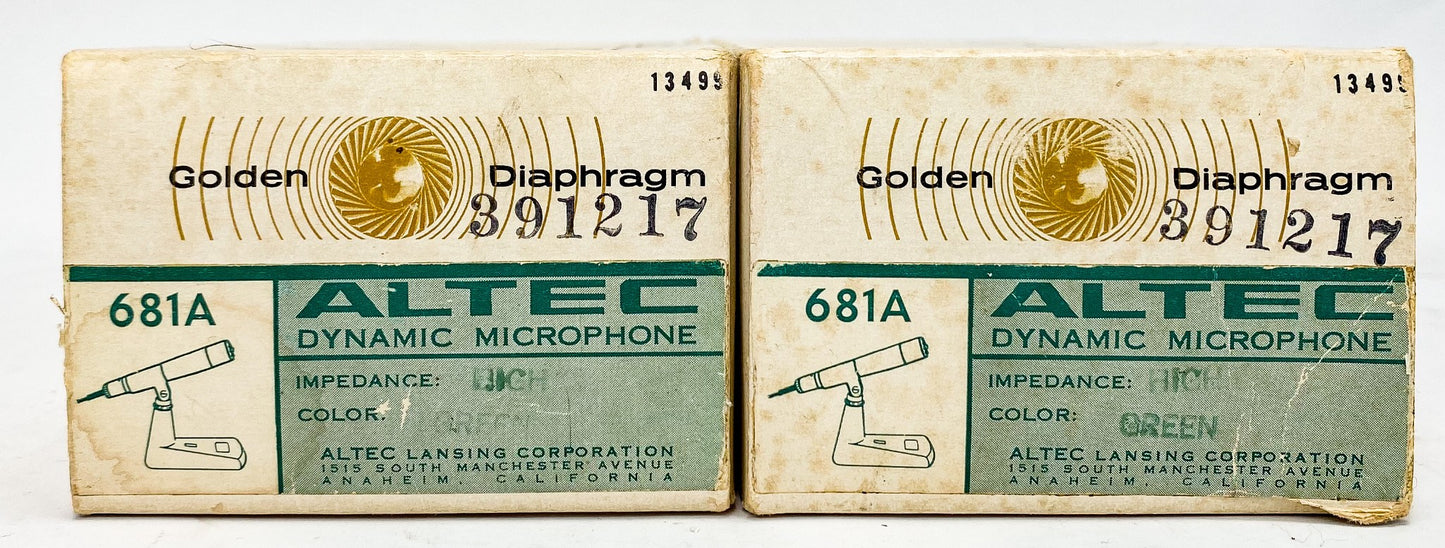 13499
Golden Diaphragm
391217
681A
ALTEC
DYNAMIC MICROPHONE
IMPEDANCE: HIGH
COLOR: GREEN
ALTEC LANSING CORPORATION
1515 SOUTH MANCHESTER AVENUE
ANAHEIM, CALIFORNIA
13499
Golden Diaphragm
391217
681A
ALTEC
DYNAMIC MICROPHONE
IMPEDANCE: HIGH
COLOR: GREEN
ALTEC LANSING CORPORATION
1515 SOUTH MANCHESTER AVENUE
ANAHEIM, CALIFORNIA